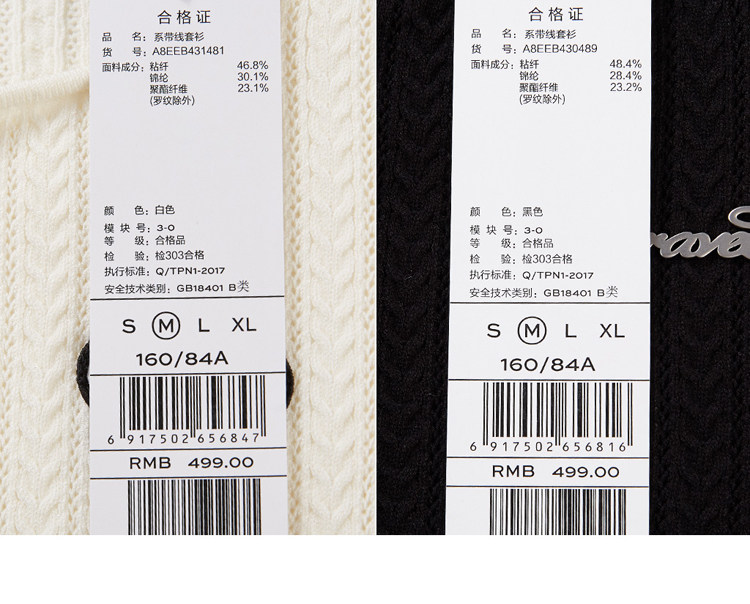 合格证
品 名：系带线套衫
货 号：A8EEB431481
面料成分：粘纤 46.8%
锦纶 30.1%
聚酯纤维 23.1%
(罗纹除外)
颜 色：白色
模 块 号：3-0
等 级：合格品
检 验：检303合格
执行标准：Q/TPN1-2017
安全技术类别：GB18401 B类
S M L XL
160/84A
6 917502 656847
RMB 499.00
合格证
品 名：系带线套衫
货 号：A8EEB430489
面料成分：粘纤 48.4%
锦纶 28.4%
聚酯纤维 23.2%
(罗纹除外)
颜 色：黑色
模 块 号：3-0
等 级：合格品
检 验：检303合格
执行标准：Q/TPN1-2017
安全技术类别：GB18401 B类
S M L XL
160/84A
6 917502 656816
RMB 499.00